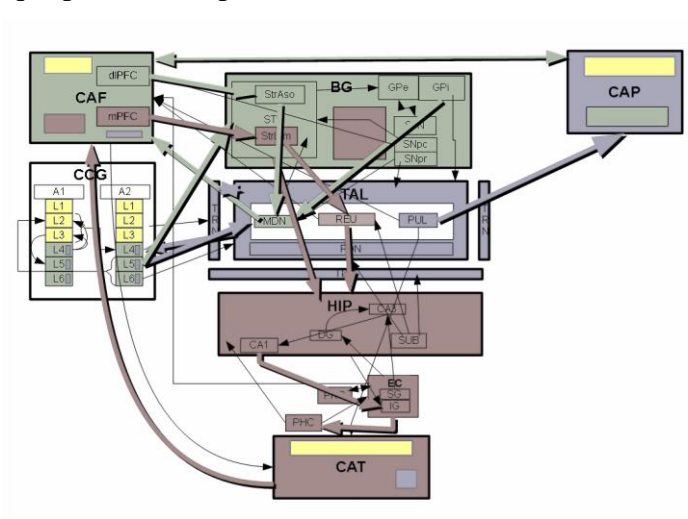 dlPFC
CAF
mPFC
BG
StrAso
GPe
GPi
ST
SNpc
SNpr
CAP
CCG
A1
A2
L1
L1
L2
L2
L3
L3
L4
L4
L5
L5
L6
L6
TAL
MDN
REU
PUL
HIP
CA3
DG
SUB
CA1
EC
SG
IG
PHC
CAT